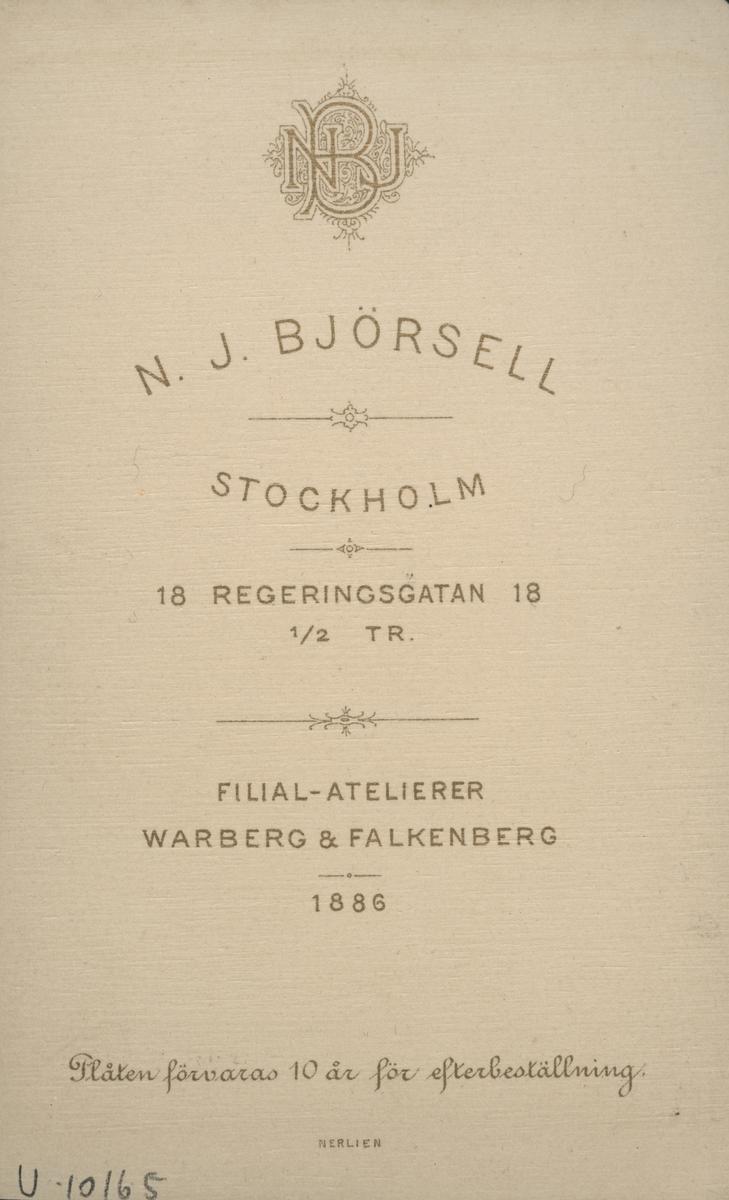 NBJ
N. J. BJÖRSELL
STOCKHOLM
18 REGERINGSGATAN 18
1/2 TR.
FILIAL-ATELIERER
WARBERG & FALKENBERG
1886
Plåten förvaras 10 år för efterbeställning.
NERLIEN
U.10165